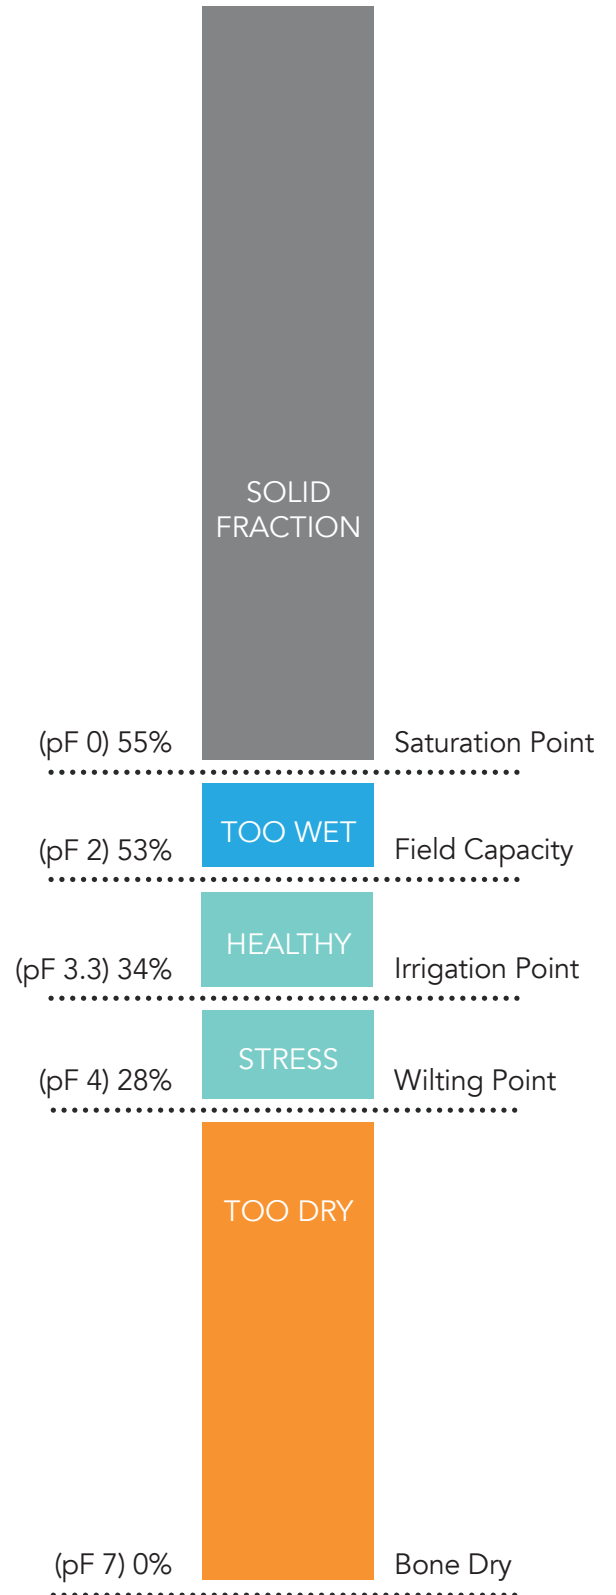 SOLID
FRACTION
(pF 0) 55%
Saturation Point
TOO WET
(pF 2) 53%
Field Capacity
HEALTHY
(pF 3.3) 34%
Irrigation Point
STRESS
(pF 4) 28%
Wilting Point
TOO DRY
(pF 7) 0%
Bone Dry